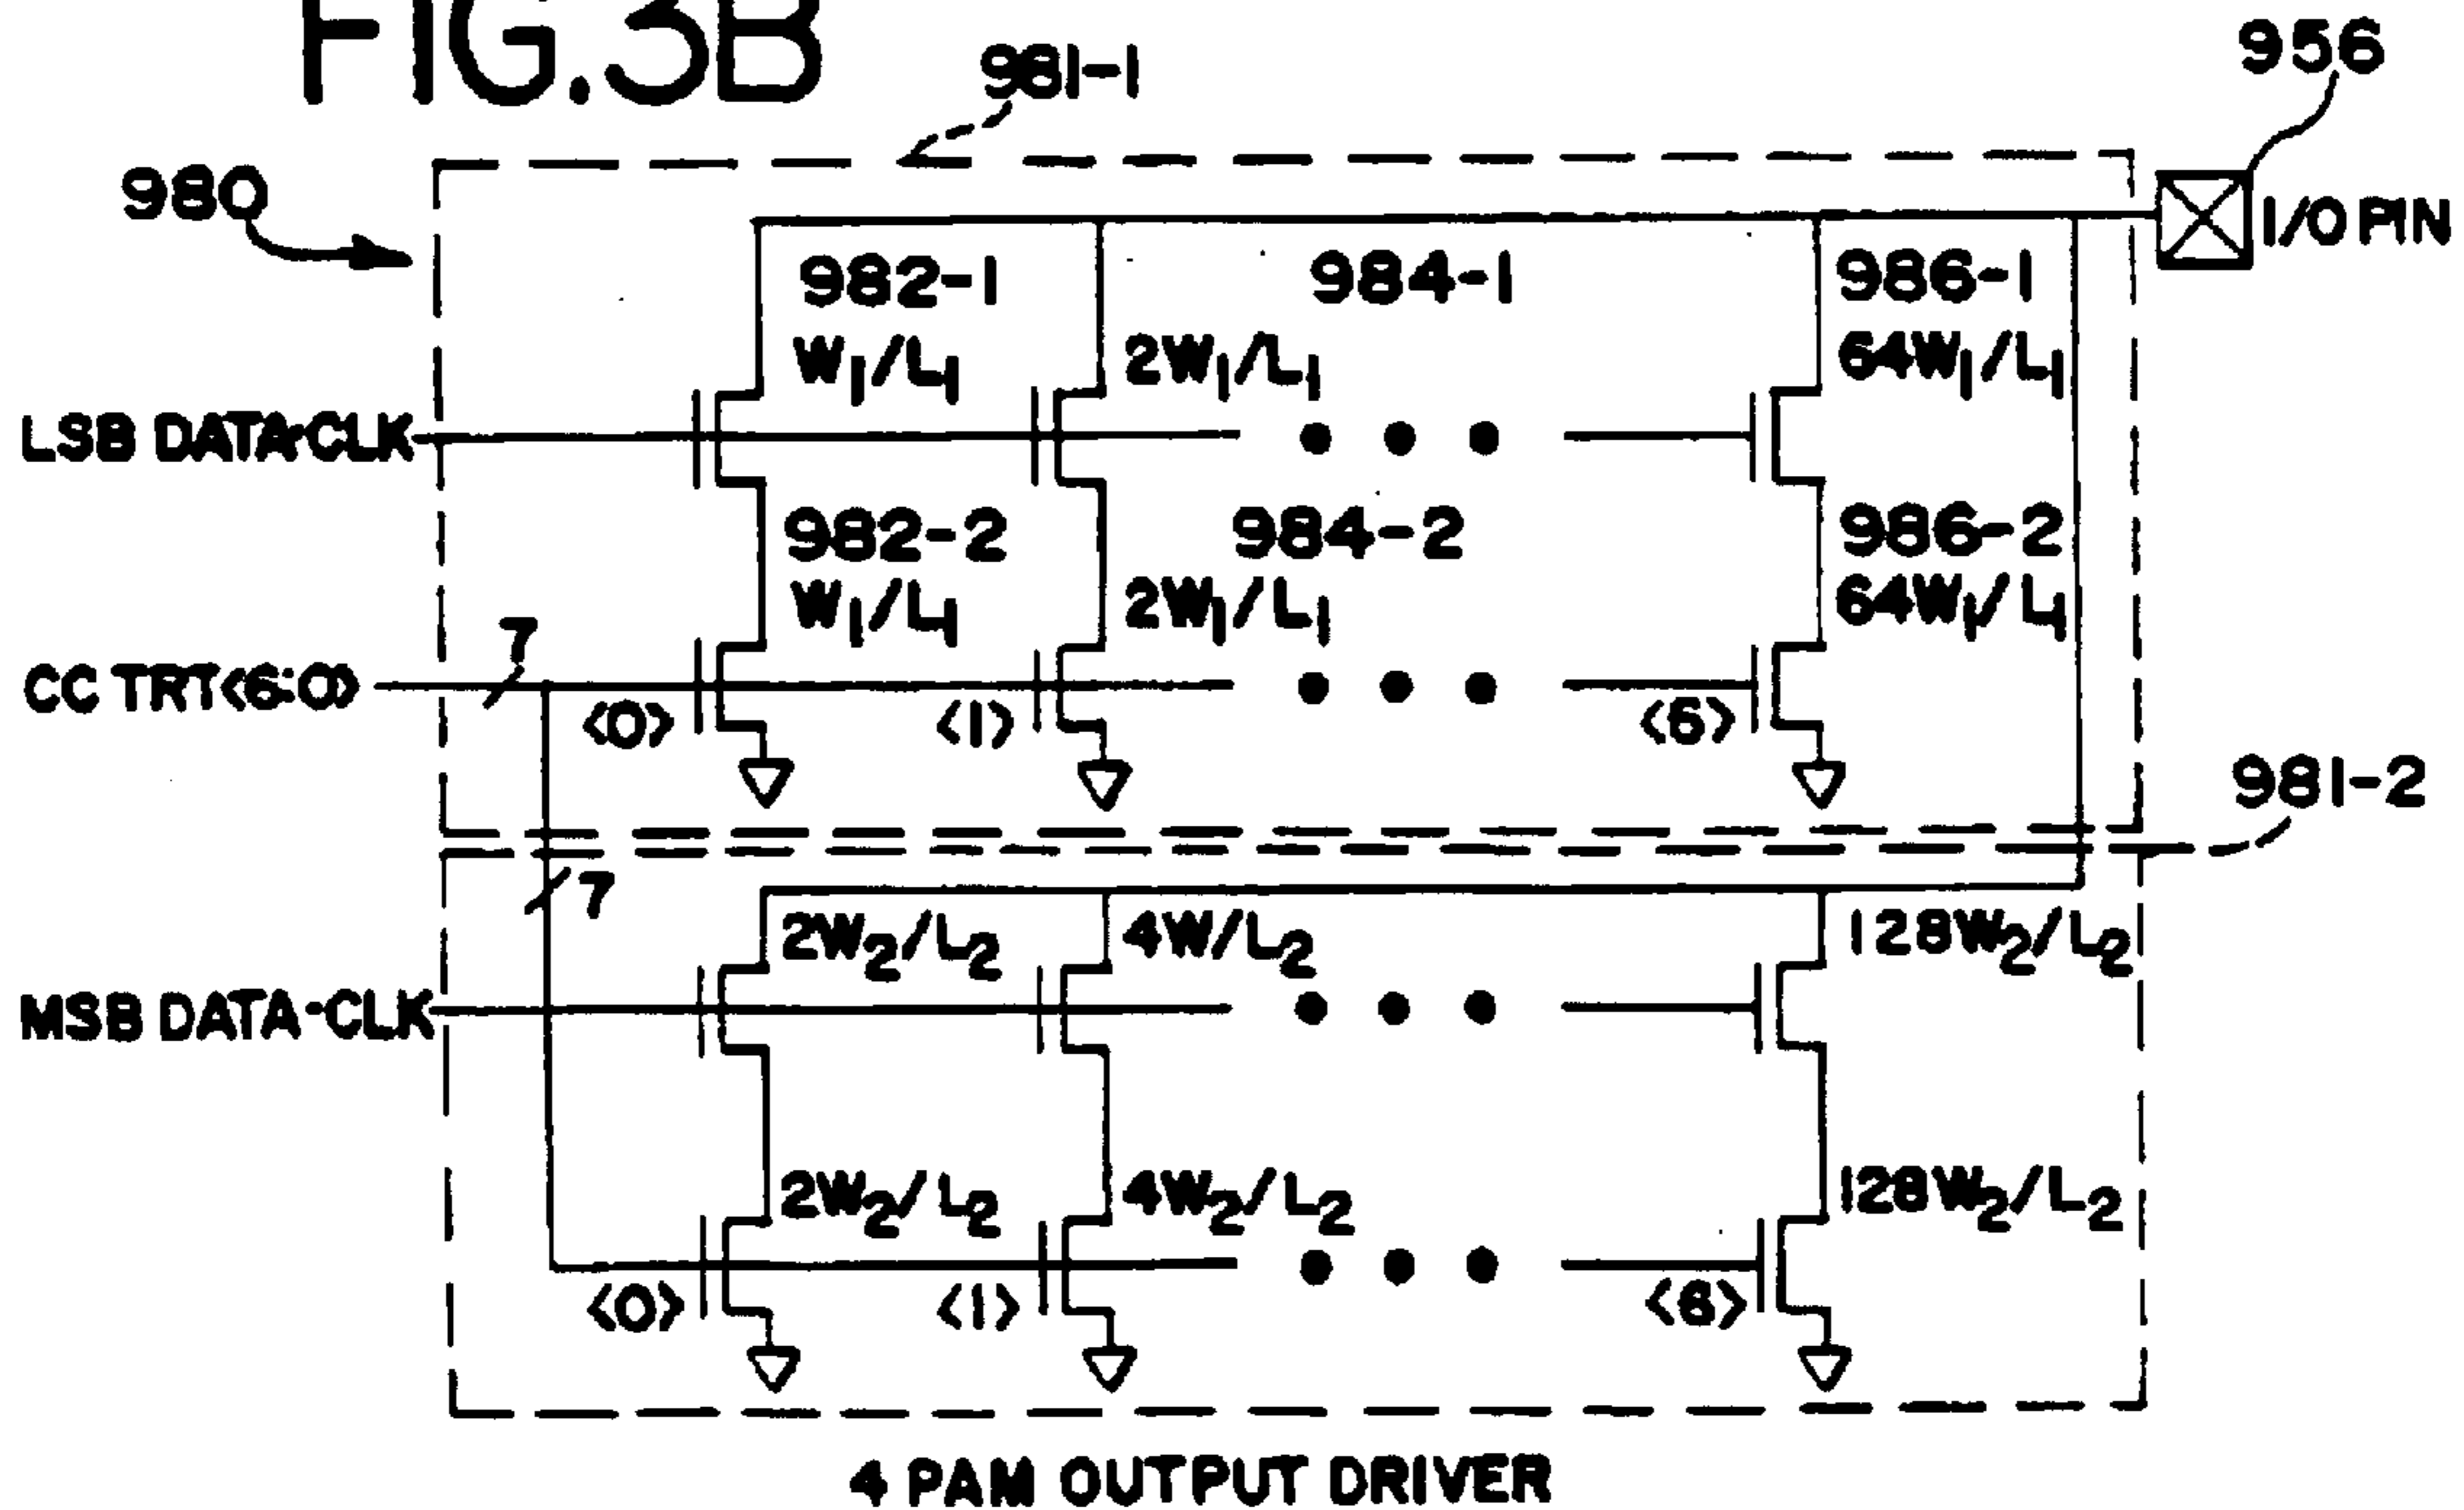 FIG.3B
981-1
956
980
I/O PIN
982-1
984-1
986-1
W1/L1
2W1/L1
64W1/L1
LSB DATA·CLK
982-2
984-2
986-2
W1/L1
2W1/L1
64W1/L1
7
CC TRT<6:0>
<0>
<1>
<6>
981-2
7
2W2/L2
4W/L2
128W2/L2
MSB DATA·CLK
2W2/L2
4W2/L2
128W2/L2
<0>
<1>
<6>
4 PAM OUTPUT DRIVER